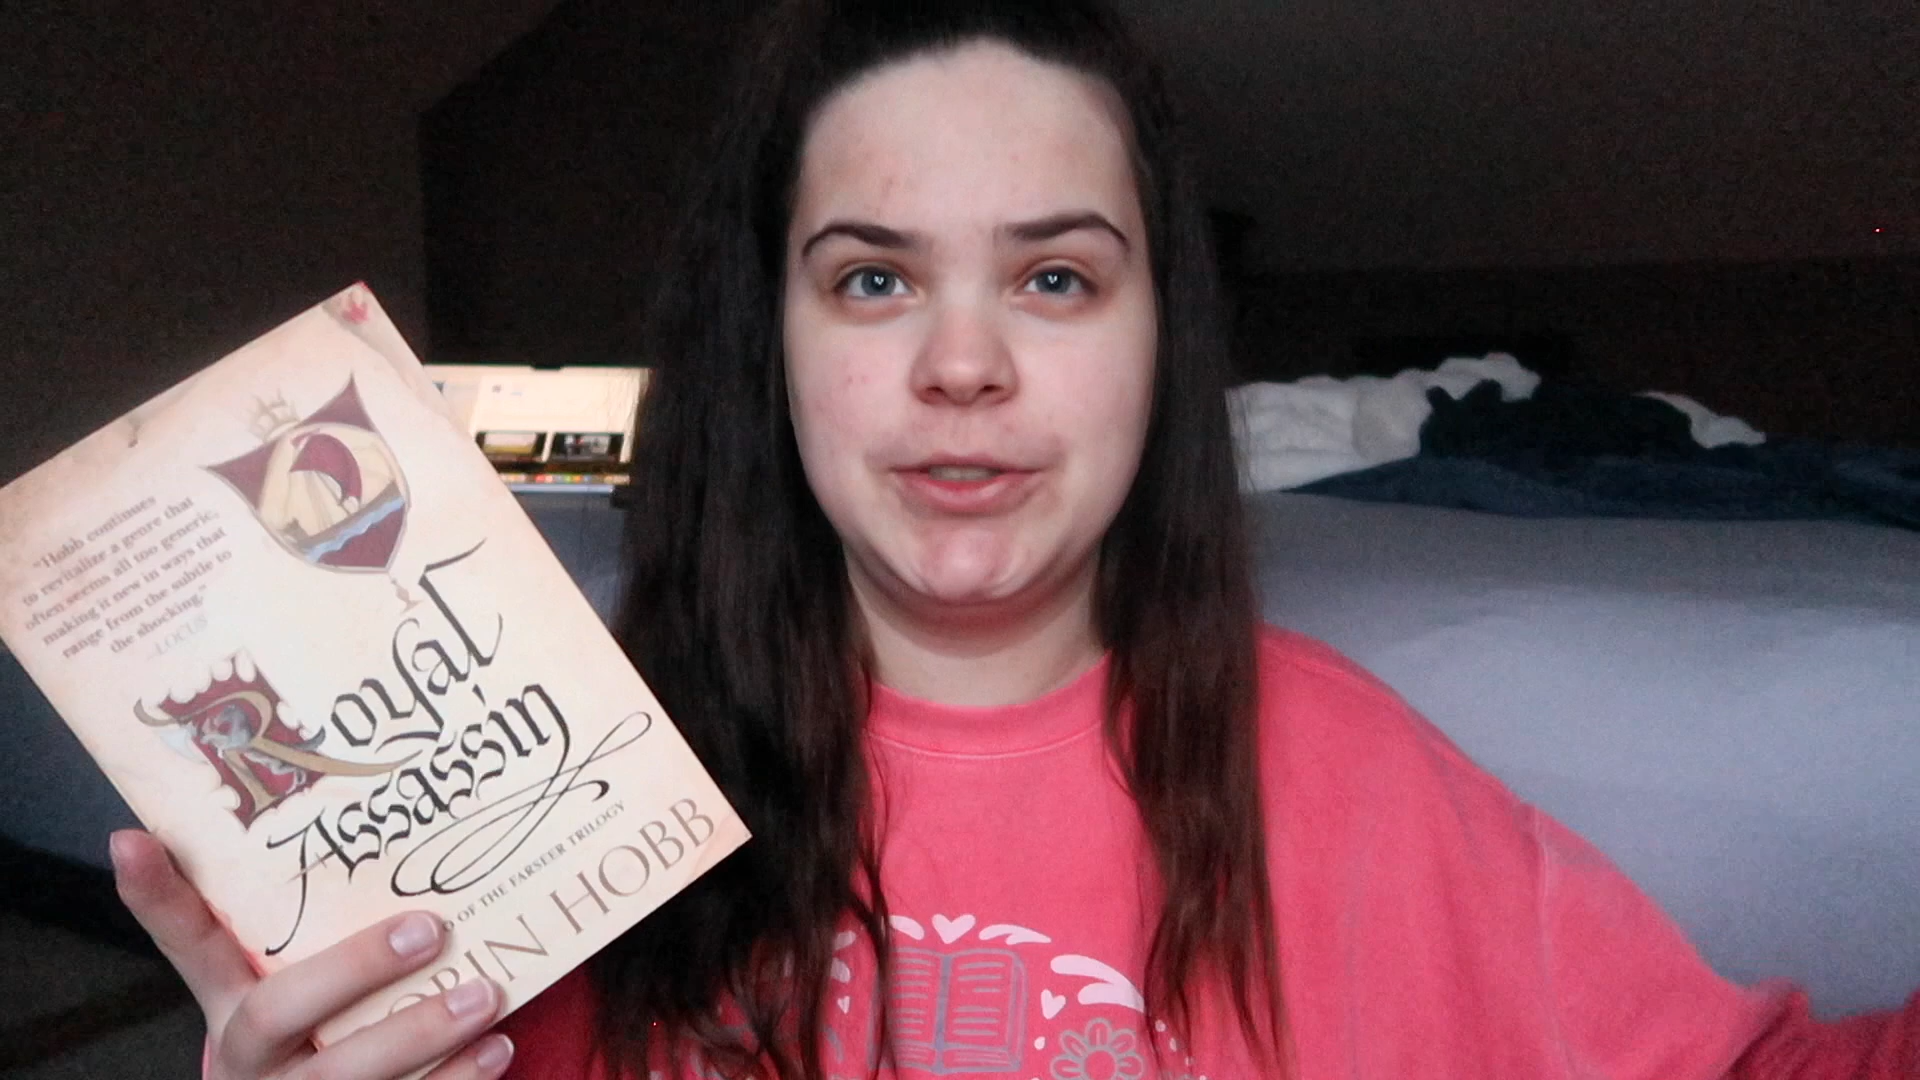 "Hobb continues
to revitalize a genre that
often seems all too generic,
making it new in ways that
range from the subtle to
the shocking."
—LOCUS
Royal
Assassin
OF THE FARSEER TRILOGY
HOBB